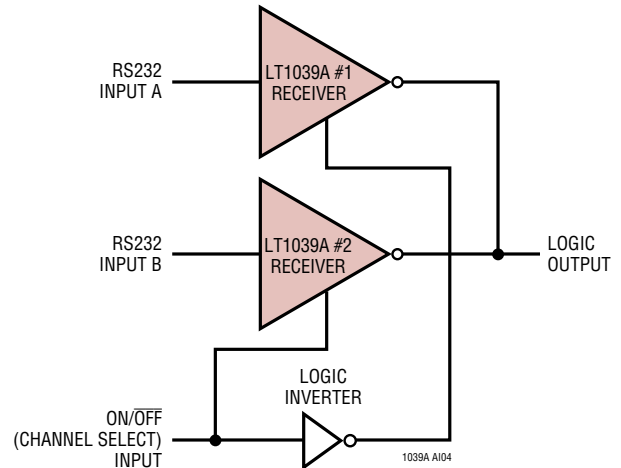 RS232
INPUT A
LT1039A #1
RECEIVER
RS232
INPUT B
LT1039A #2
RECEIVER
LOGIC
OUTPUT
LOGIC
INVERTER
ON/OFF
(CHANNEL SELECT)
INPUT
1039A AI04